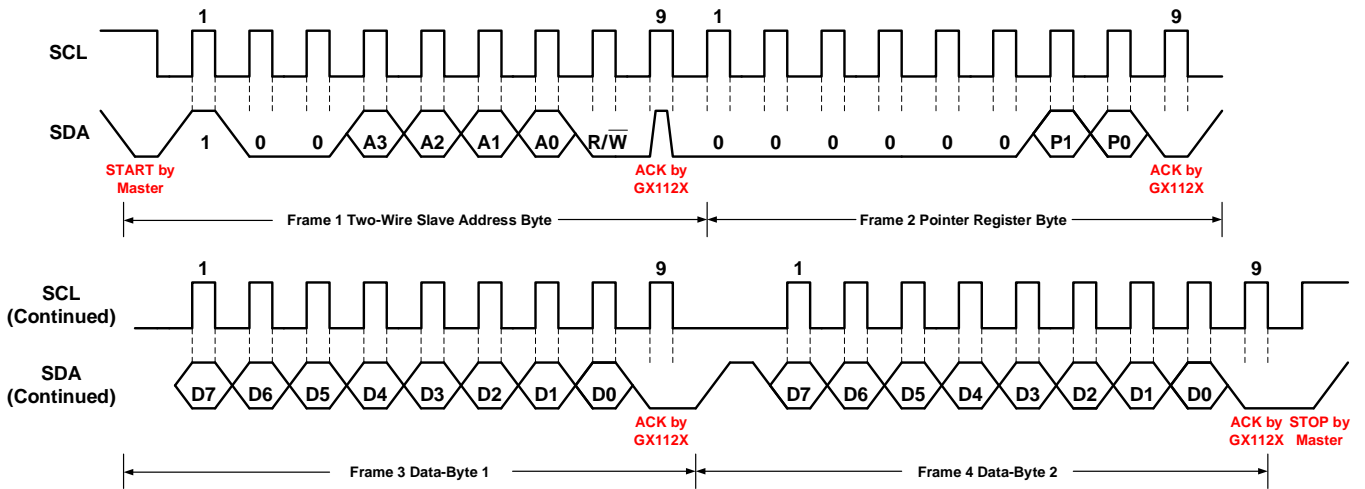 1 9 1 9
SCL
SDA
1 0 0 A3 A2 A1 A0 R/W̅ 0 0 0 0 0 0 P1 P0
START by
Master
ACK by
GX112X
ACK by
GX112X
Frame 1 Two-Wire Slave Address Byte
Frame 2 Pointer Register Byte
1 9 1 9
SCL
(Continued)
SDA
(Continued)
D7 D6 D5 D4 D3 D2 D1 D0 D7 D6 D5 D4 D3 D2 D1 D0
ACK by
GX112X
ACK by
GX112X
STOP by
Master
Frame 3 Data-Byte 1
Frame 4 Data-Byte 2